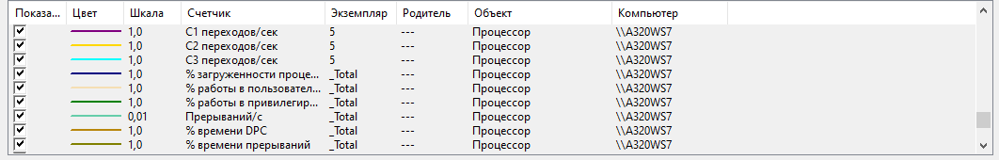 Показа... Цвет Шкала Счетчик Экземпляр Родитель Объект Компьютер
1,0 C1 переходов/сек 5 --- Процессор \\A320WS7
1,0 C2 переходов/сек 5 --- Процессор \\A320WS7
1,0 C3 переходов/сек 5 --- Процессор \\A320WS7
1,0 % загруженности проце... _Total --- Процессор \\A320WS7
1,0 % работы в пользовател... _Total --- Процессор \\A320WS7
1,0 % работы в привилегир... _Total --- Процессор \\A320WS7
0,01 Прерываний/с _Total --- Процессор \\A320WS7
1,0 % времени DPC _Total --- Процессор \\A320WS7
1,0 % времени прерываний _Total --- Процессор \\A320WS7